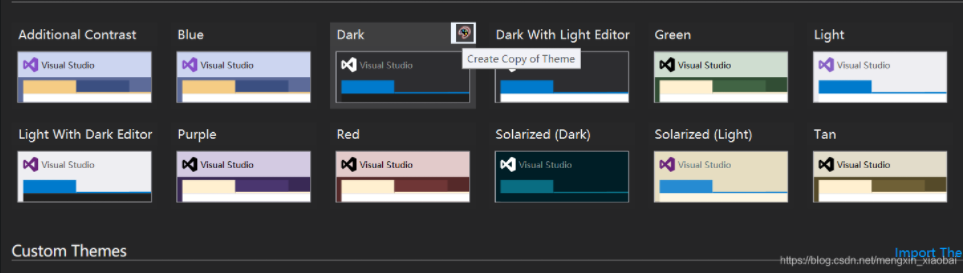 Additional Contrast Blue Dark Dark With Light Editor Green Light
Create Copy of Theme
Visual Studio Visual Studio Visual Studio Visual Studio Visual Studio
Light With Dark Editor Purple Red Solarized (Dark) Solarized (Light) Tan
Visual Studio Visual Studio Visual Studio Visual Studio Visual Studio Visual Studio
Custom Themes Import The
https://blog.csdn.net/mengxin_xiaobai